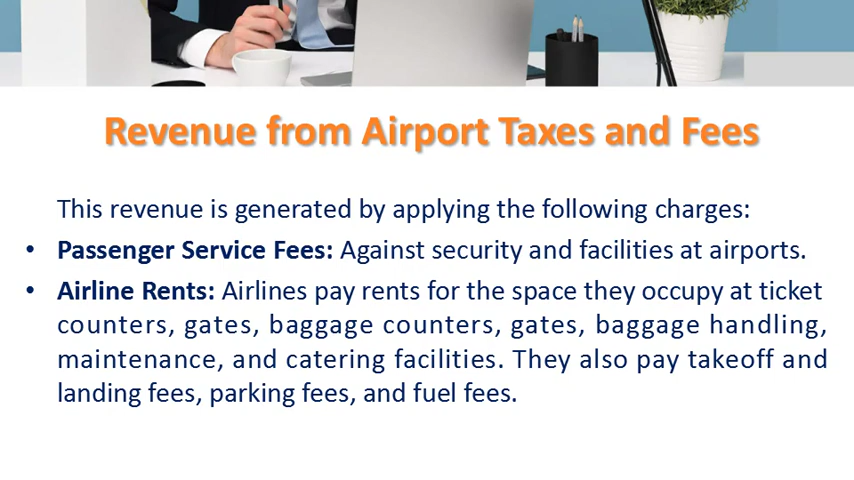 Revenue from Airport Taxes and Fees
This revenue is generated by applying the following charges:
• Passenger Service Fees: Against security and facilities at airports.
• Airline Rents: Airlines pay rents for the space they occupy at ticket
counters, gates, baggage counters, gates, baggage handling,
maintenance, and catering facilities. They also pay takeoff and
landing fees, parking fees, and fuel fees.